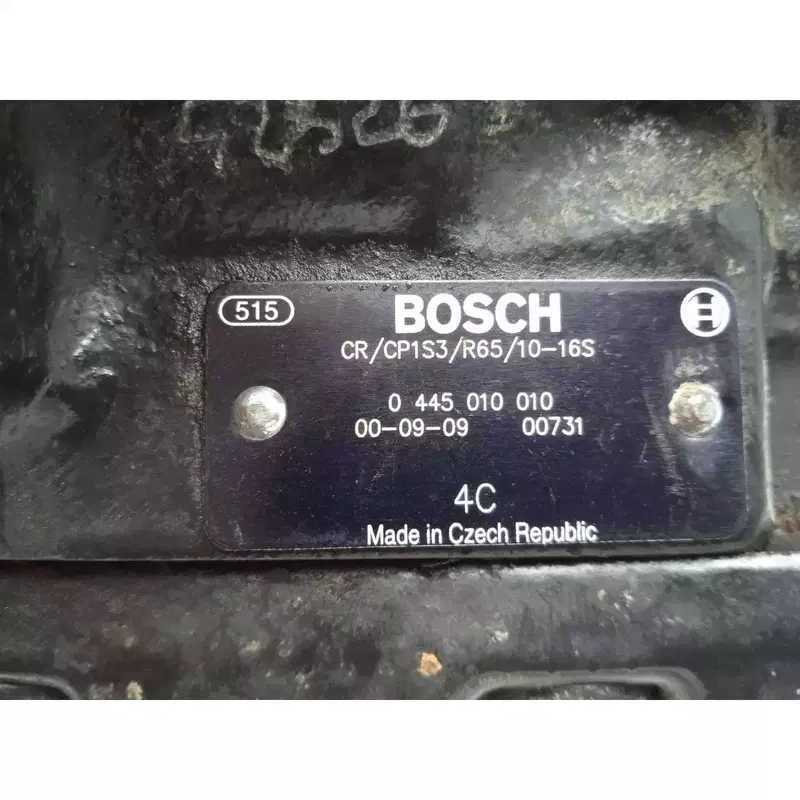 515
BOSCH
CR/CP1S3/R65/10-16S
0 445 010 010
00-09-09 00731
4C
Made in Czech Republic